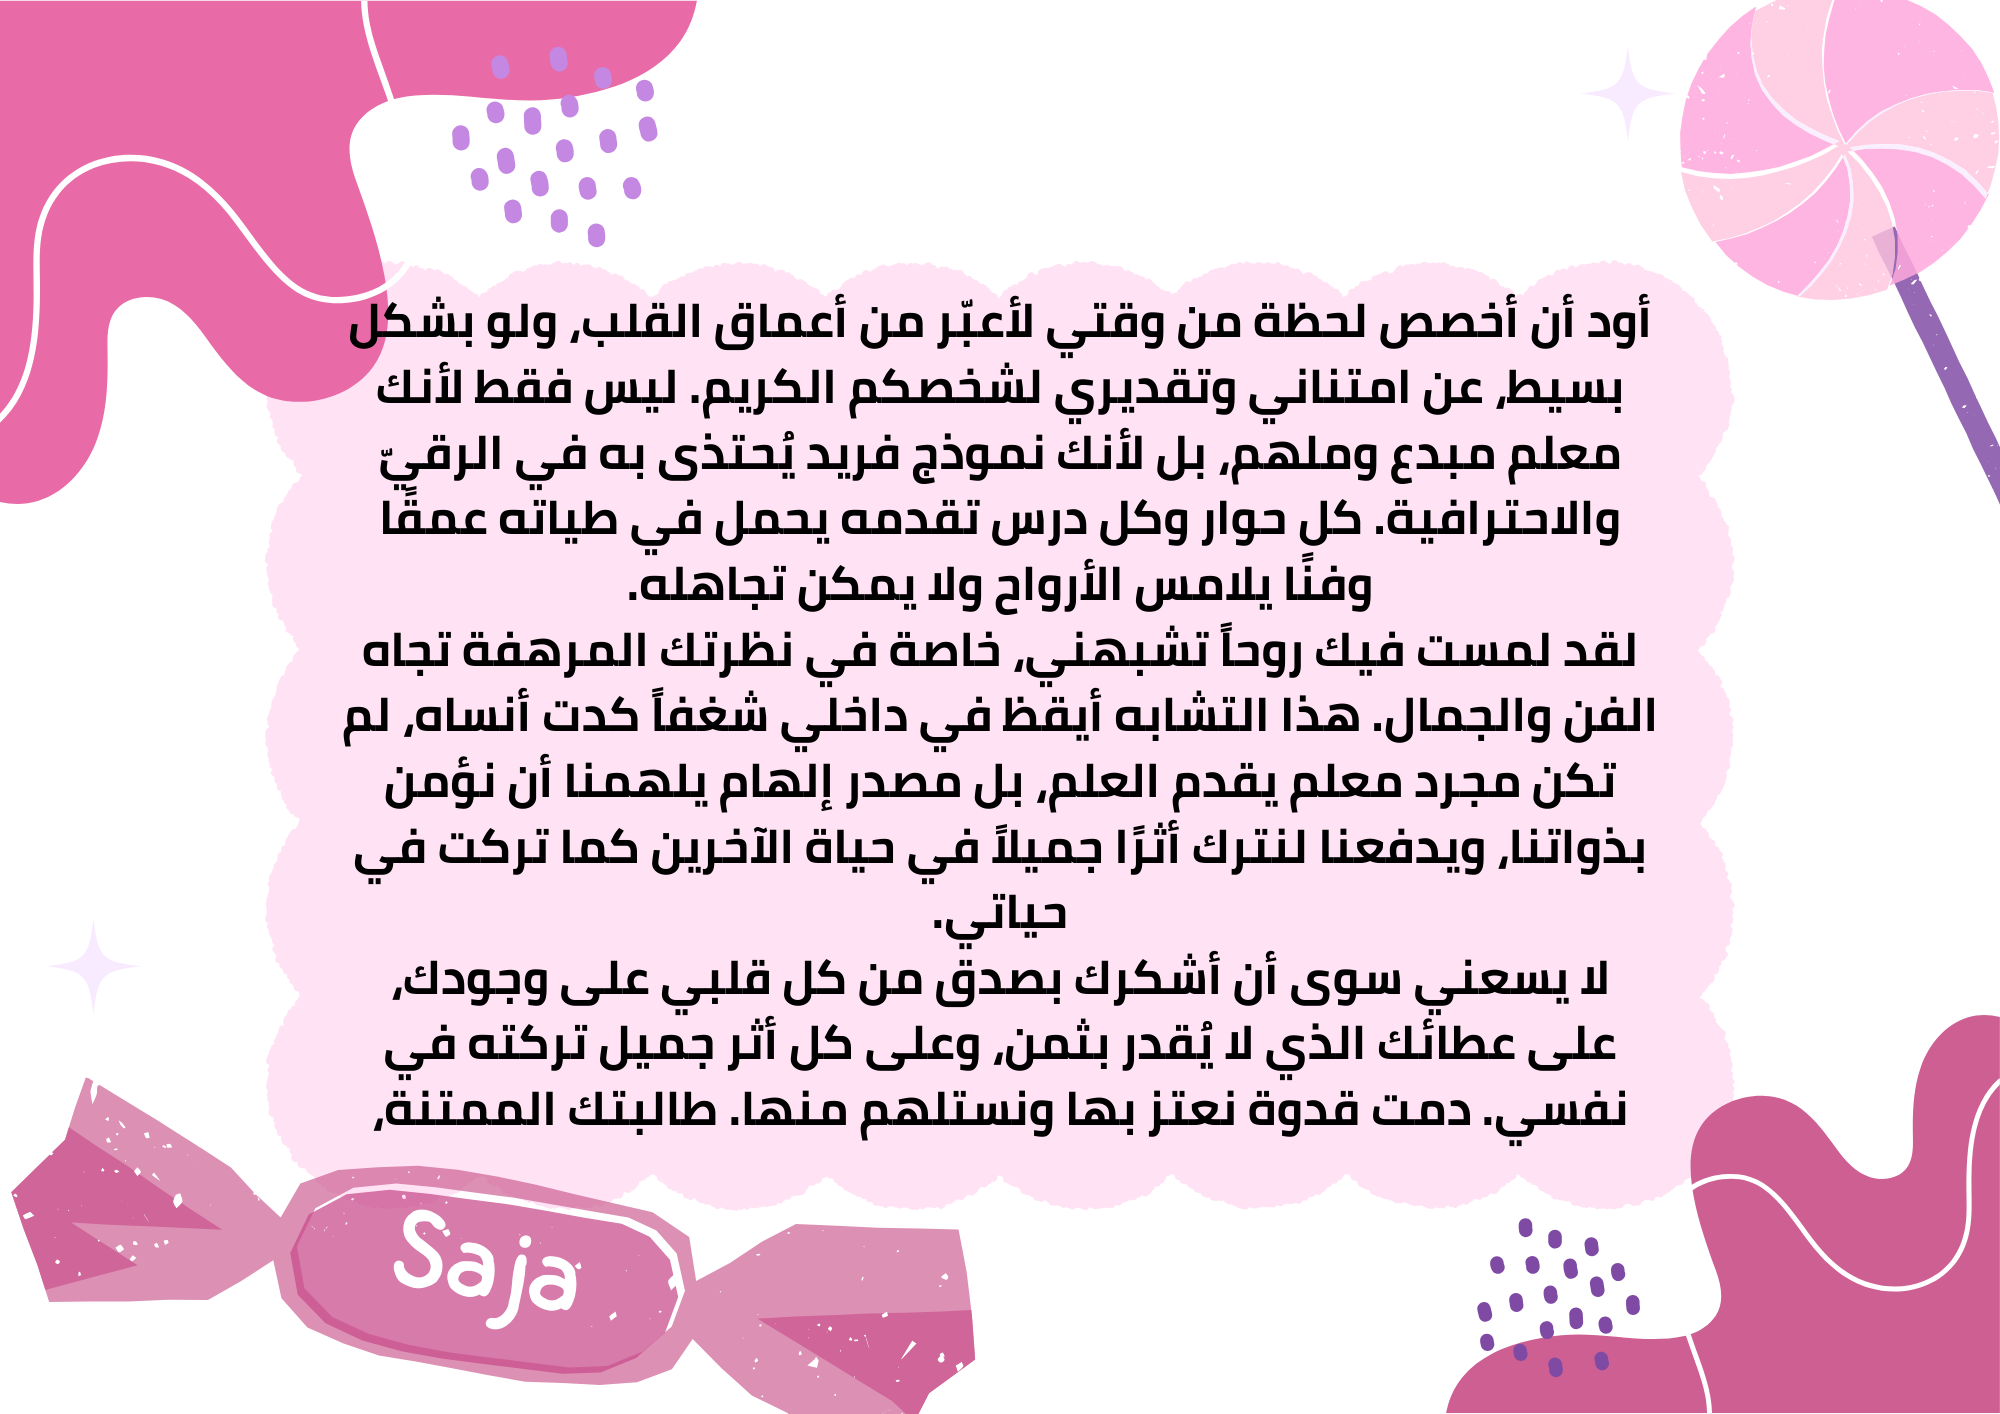 أود أن أخصص لحظة من وقتي لأعبّر من أعماق القلب، ولو بشكل
بسيط، عن امتناني وتقديري لشخصكم الكريم. ليس فقط لأنك
معلم مبدع وملهم، بل لأنك نموذج فريد يُحتذى به في الرقيّ
والاحترافية. كل حوار وكل درس تقدمه يحمل في طياته عمقًا
وفنًا يلامس الأرواح ولا يمكن تجاهله.
لقد لمست فيك روحاً تشبهني، خاصة في نظرتك المرهفة تجاه
الفن والجمال. هذا التشابه أيقظ في داخلي شغفاً كدت أنساه، لم
تكن مجرد معلم يقدم العلم، بل مصدر إلهام يلهمنا أن نؤمن
بذواتنا، ويدفعنا لنترك أثرًا جميلاً في حياة الآخرين كما تركت في
حياتي.
لا يسعني سوى أن أشكرك بصدق من كل قلبي على وجودك،
على عطائك الذي لا يُقدر بثمن، وعلى كل أثر جميل تركته في
نفسي. دمت قدوة نعتز بها ونستلهم منها. طالبتك الممتنة،
Saja